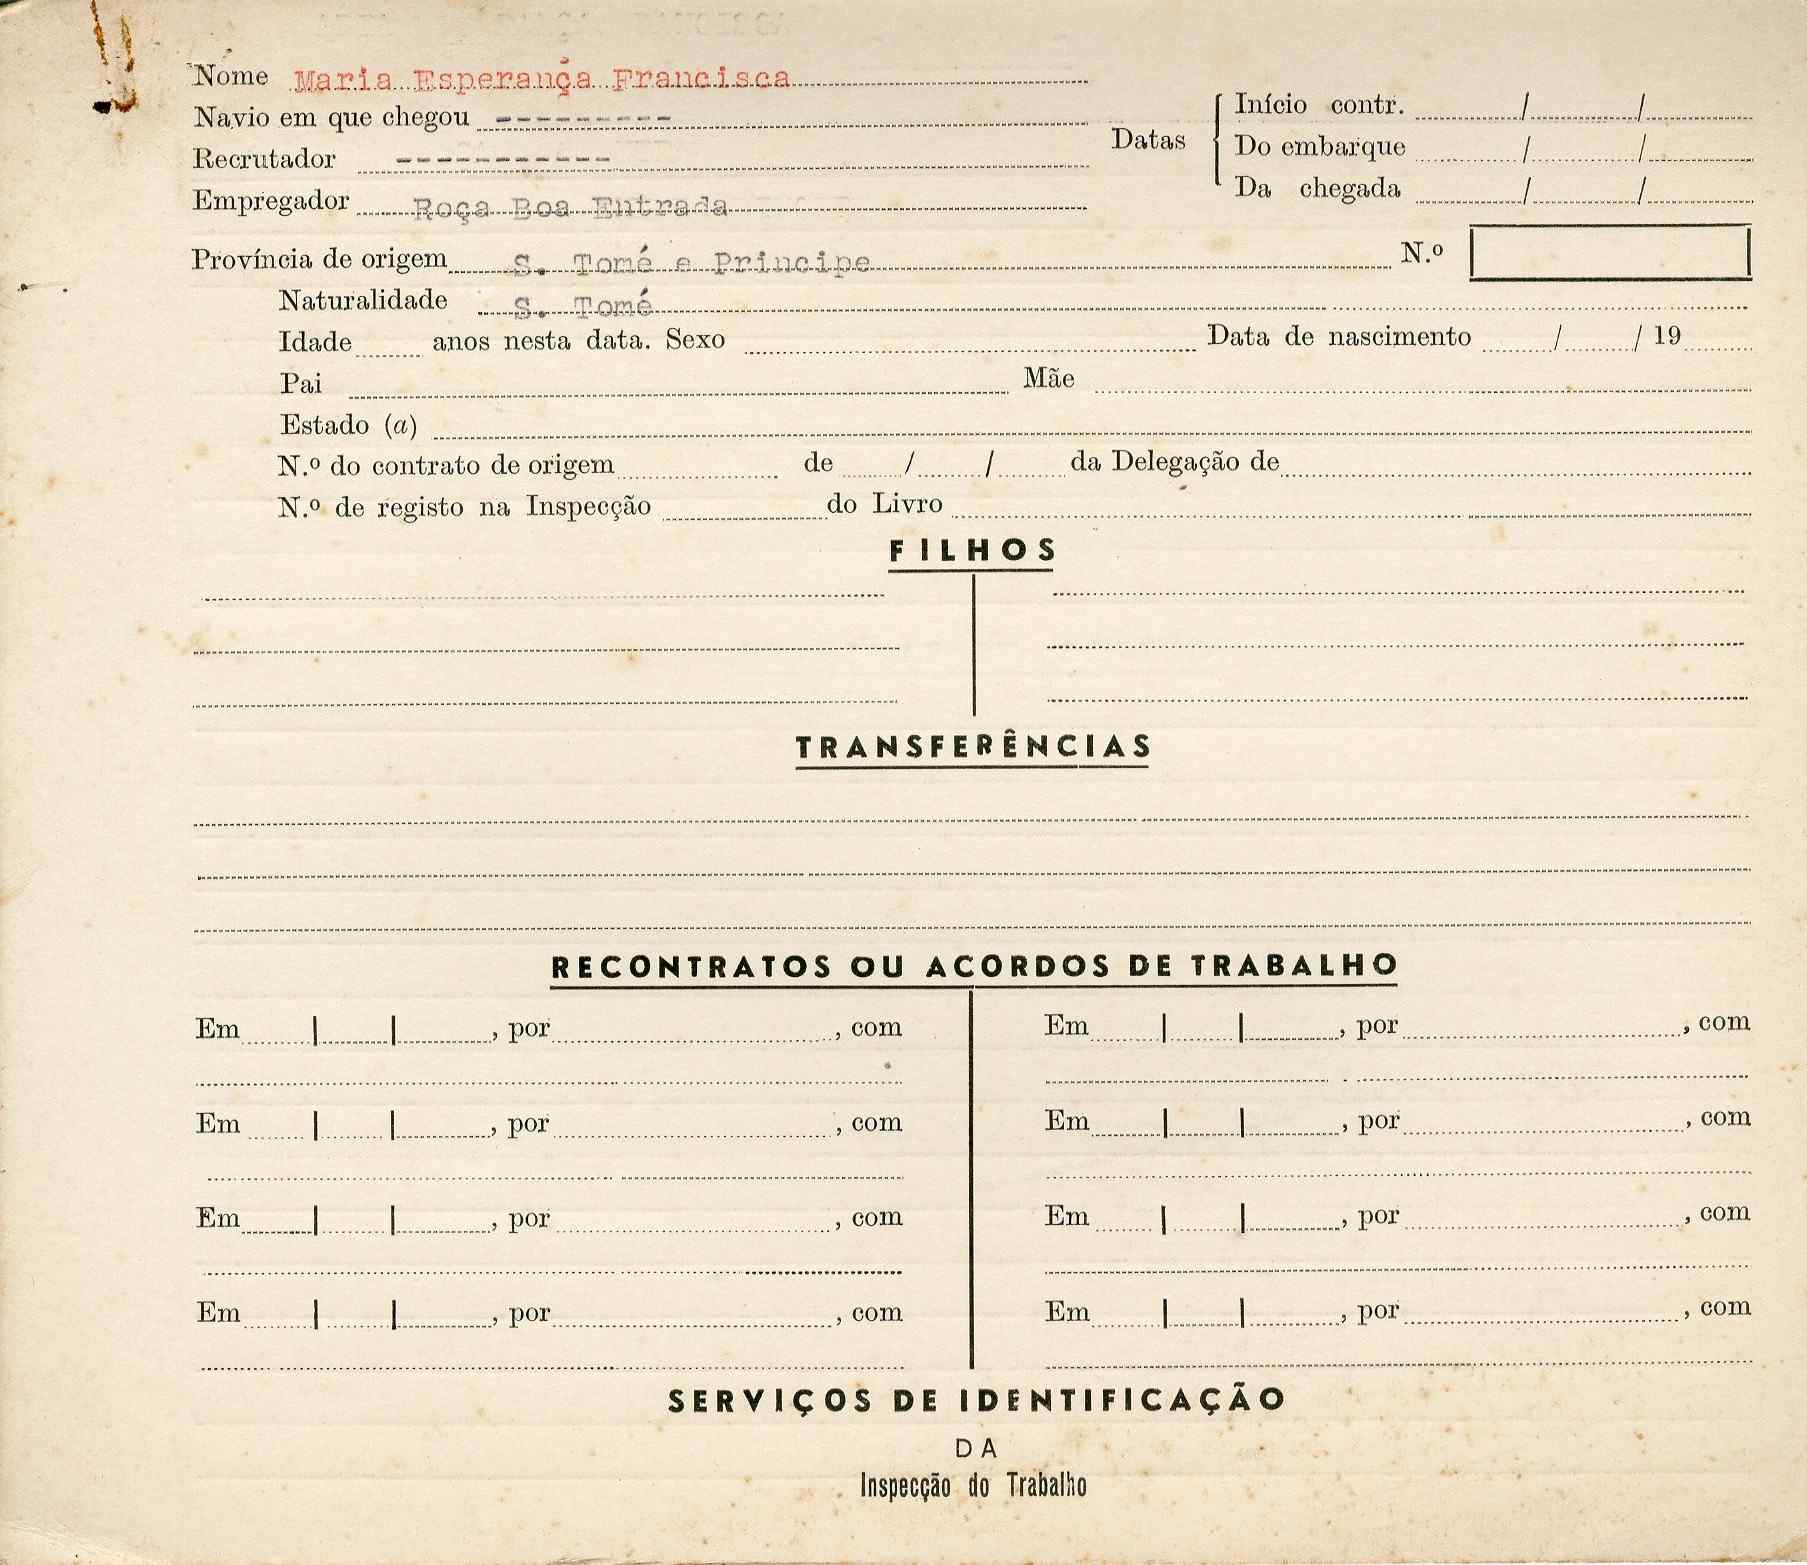 Nome Maria Esperança Francisca
Navio em que chegou ---------
Recrutador -----------
Empregador Roça Boa Entrada
Datas
Início contr. / /
Do embarque / /
Da chegada / /
Província de origem S. Tomé e Principe N.º
Naturalidade S. Tomé
Idade anos nesta data. Sexo Data de nascimento / / 19
Pai Mãe
Estado (a)
N.º do contrato de origem de / / da Delegação de
N.º de registo na Inspecção do Livro
FILHOS
TRANSFERÊNCIAS
RECONTRATOS OU ACORDOS DE TRABALHO
Em | | , por , com
Em | | , por , com
Em | | , por , com
Em | | , por , com
Em | | , por , com
Em | | , por , com
Em | | , por , com
Em | | , por , com
SERVIÇOS DE IDENTIFICAÇÃO
DA
Inspecção do Trabalho